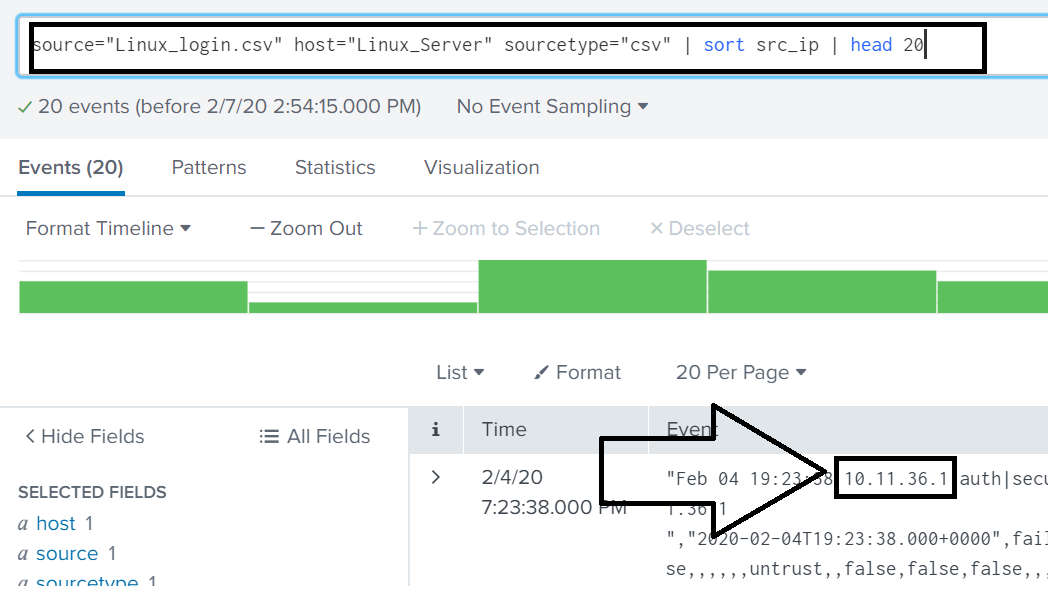 source="Linux_login.csv" host="Linux_Server" sourcetype="csv" | sort src_ip | head 20
20 events (before 2/7/20 2:54:15.000 PM) No Event Sampling
Events (20) Patterns Statistics Visualization
Format Timeline — Zoom Out + Zoom to Selection × Deselect
List Format 20 Per Page
< Hide Fields All Fields
i Time Event
SELECTED FIELDS
a host 1
a source 1
a sourcetype 1
> 2/4/20 "Feb 04 19:23:38 10.11.36.1 auth|secu
7:23:38.000 PM 1.36.1
","2020-02-04T19:23:38.000+0000",fail
se,,,,,,untrust,,false,false,false,,,